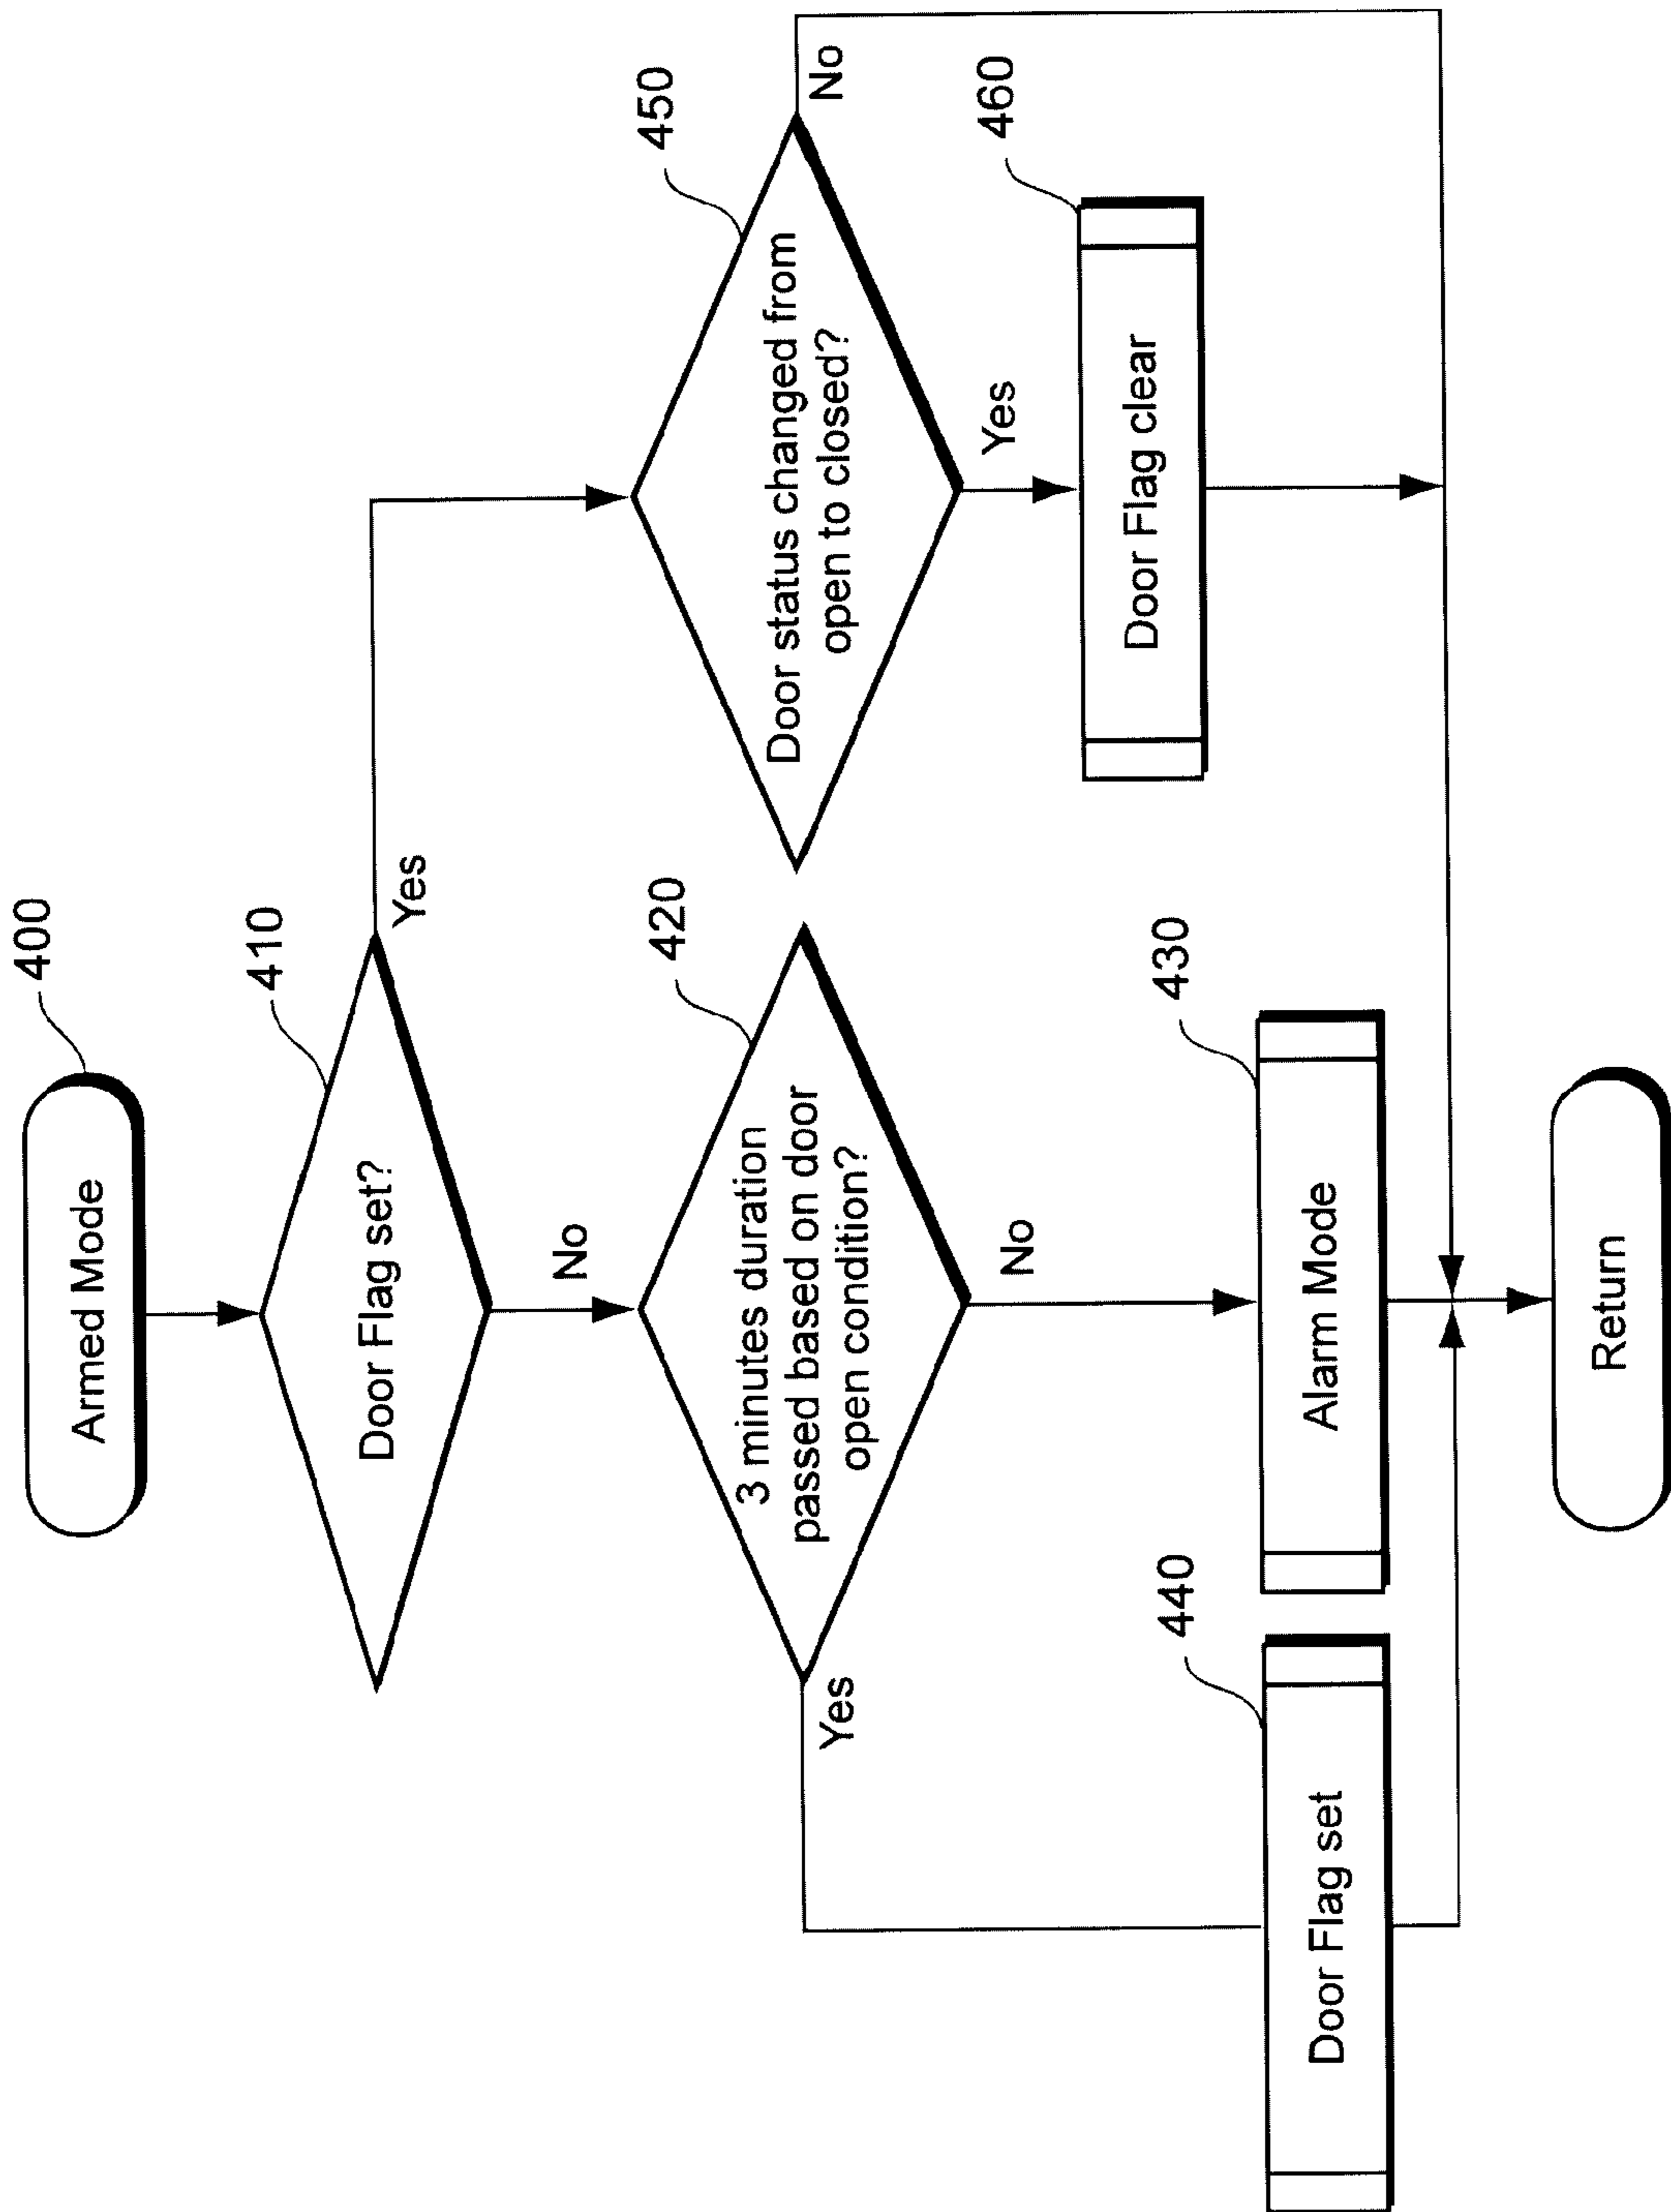 Armed Mode
400
Door Flag set?
410
Yes
No
3 minutes duration
passed based on door
open condition?
420
Yes
No
Door status changed from
open to closed?
450
No
Yes
Door Flag clear
460
Alarm Mode
430
Door Flag set
440
Return